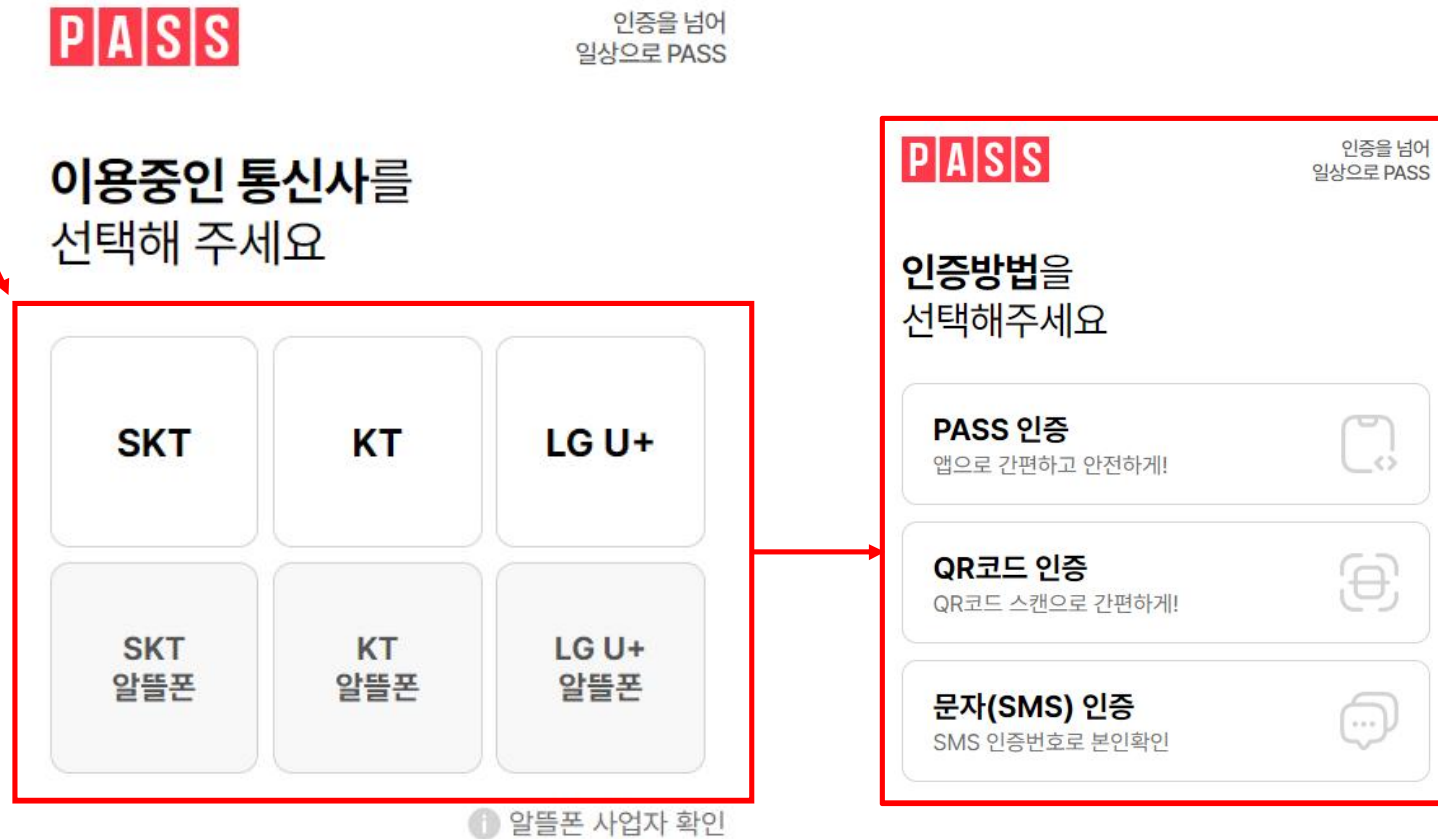 PASS
인증을 넘어
일상으로 PASS
이용중인 통신사를
선택해 주세요
SKT
KT
LG U+
SKT
알뜰폰
KT
알뜰폰
LG U+
알뜰폰
알뜰폰 사업자 확인
PASS
인증을 넘어
일상으로 PASS
인증방법을
선택해주세요
PASS 인증
앱으로 간편하고 안전하게!
QR코드 인증
QR코드 스캔으로 간편하게!
문자(SMS) 인증
SMS 인증번호로 본인확인